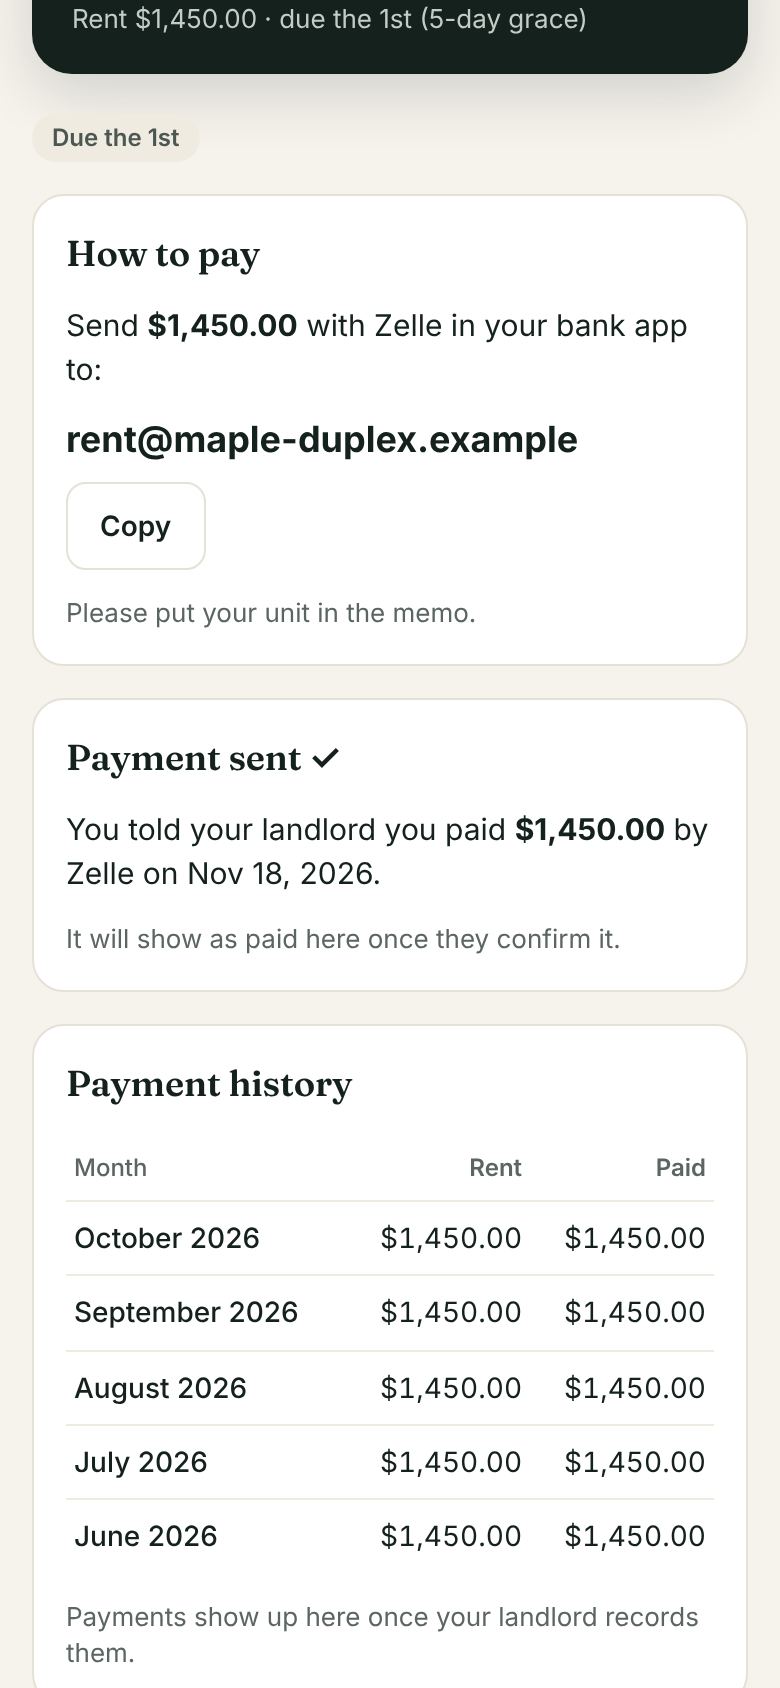 Rent $1,450.00 · due the 1st (5-day grace)
Due the 1st
How to pay
Send $1,450.00 with Zelle in your bank app
to:
rent@maple-duplex.example
Copy
Please put your unit in the memo.
Payment sent ✓
You told your landlord you paid $1,450.00 by
Zelle on Nov 18, 2026.
It will show as paid here once they confirm it.
Payment history
Month Rent Paid
October 2026 $1,450.00 $1,450.00
September 2026 $1,450.00 $1,450.00
August 2026 $1,450.00 $1,450.00
July 2026 $1,450.00 $1,450.00
June 2026 $1,450.00 $1,450.00
Payments show up here once your landlord records
them.